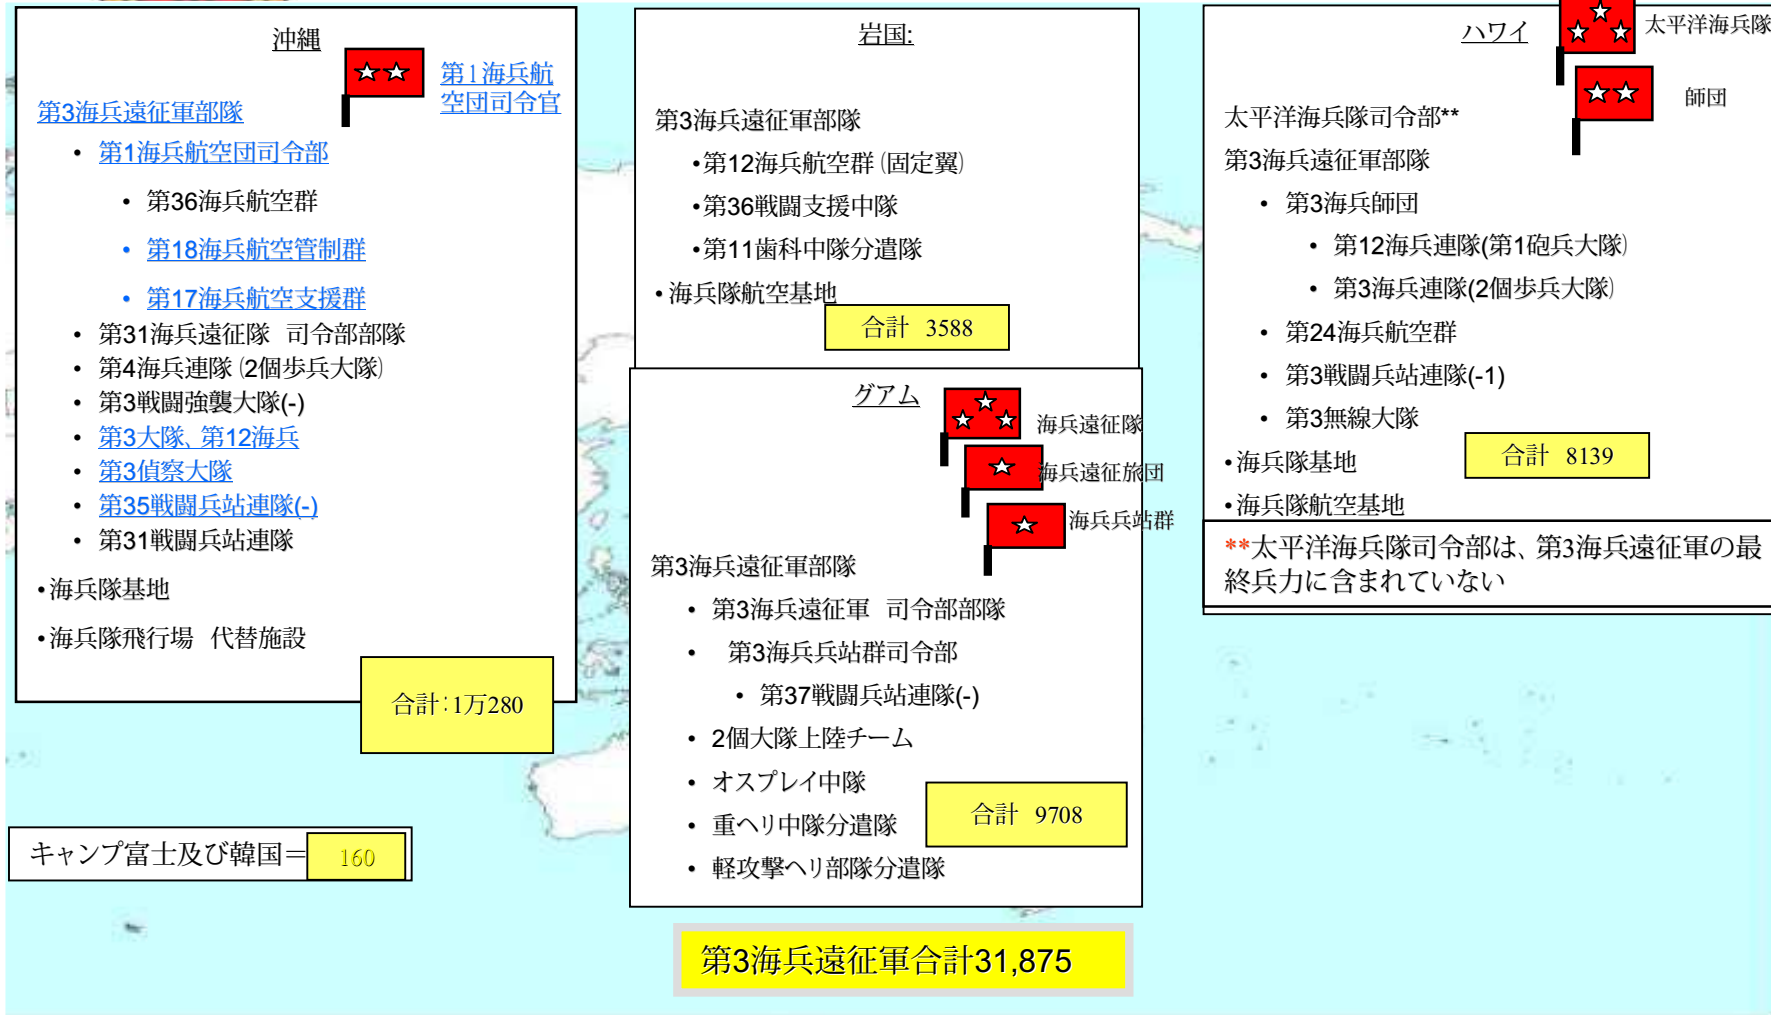 沖縄
第1海兵航
空団司令官
第3海兵遠征軍部隊
• 第1海兵航空団司令部
• 第36海兵航空群
• 第18海兵航空管制群
• 第17海兵航空支援群
• 第31海兵遠征隊 司令部部隊
• 第4海兵連隊 (2個歩兵大隊)
• 第3戦闘強襲大隊(-)
• 第3大隊、第12海兵
• 第3偵察大隊
• 第35戦闘兵站連隊(-)
• 第31戦闘兵站連隊
•海兵隊基地
•海兵隊飛行場 代替施設
合計:1万280
キャンプ富士及び韓国＝ 160
岩国:
第3海兵遠征軍部隊
•第12海兵航空群 (固定翼)
•第36戦闘支援中隊
•第11歯科中隊分遣隊
•海兵隊航空基地
合計 3588
グアム
海兵遠征隊
海兵遠征旅団
海兵兵站群
第3海兵遠征軍部隊
• 第3海兵遠征軍 司令部部隊
• 第3海兵兵站群司令部
• 第37戦闘兵站連隊(-)
• 2個大隊上陸チーム
• オスプレイ中隊
• 重ヘリ中隊分遣隊
• 軽攻撃ヘリ部隊分遣隊
合計 9708
ハワイ
太平洋海兵隊
師団
太平洋海兵隊司令部**
第3海兵遠征軍部隊
• 第3海兵師団
• 第12海兵連隊(第1砲兵大隊)
• 第3海兵連隊(2個歩兵大隊)
• 第24海兵航空群
• 第3戦闘兵站連隊(-1)
• 第3無線大隊
•海兵隊基地
•海兵隊航空基地
合計 8139
**太平洋海兵隊司令部は、第3海兵遠征軍の最
終兵力に含まれていない
第3海兵遠征軍合計31,875